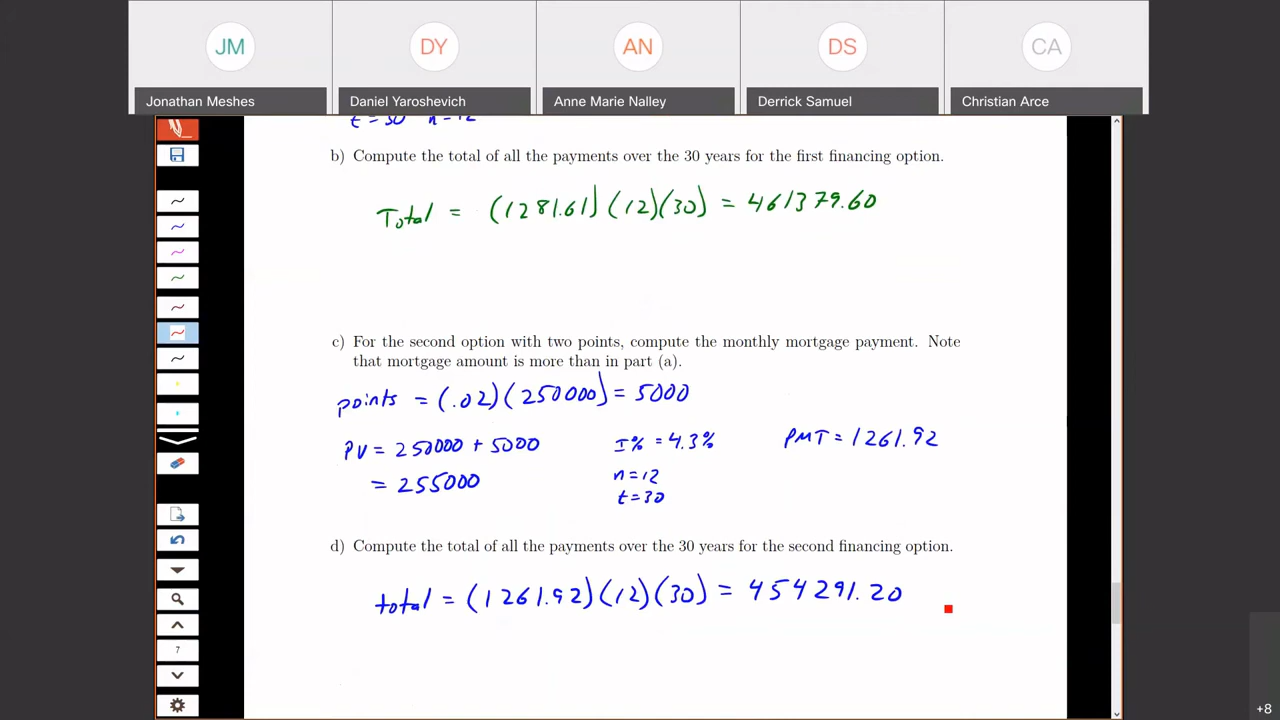 JM DY AN DS CA
Jonathan Meshes Daniel Yaroshevich Anne Marie Nalley Derrick Samuel Christian Arce
t = 30 n = 12
b) Compute the total of all the payments over the 30 years for the first financing option.
Total = (1281.61)(12)(30) = 461379.60
c) For the second option with two points, compute the monthly mortgage payment. Note
that mortgage amount is more than in part (a).
points = (.02)(250000) = 5000
PV = 250000 + 5000 I% = 4.3% PMT = 1261.92
= 255000 n = 12
t = 30
d) Compute the total of all the payments over the 30 years for the second financing option.
total = (1261.92)(12)(30) = 454291.20
7
+8